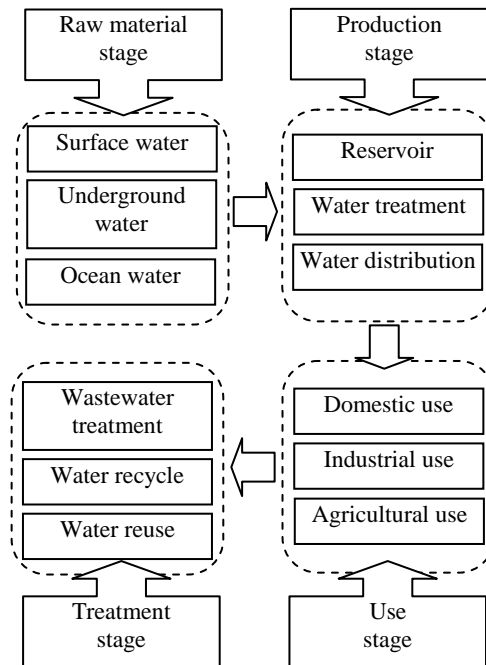 Raw material
stage
Production
stage
Surface water
Underground
water
Ocean water
Reservoir
Water treatment
Water distribution
Wastewater
treatment
Water recycle
Water reuse
Domestic use
Industrial use
Agricultural use
Treatment
stage
Use
stage